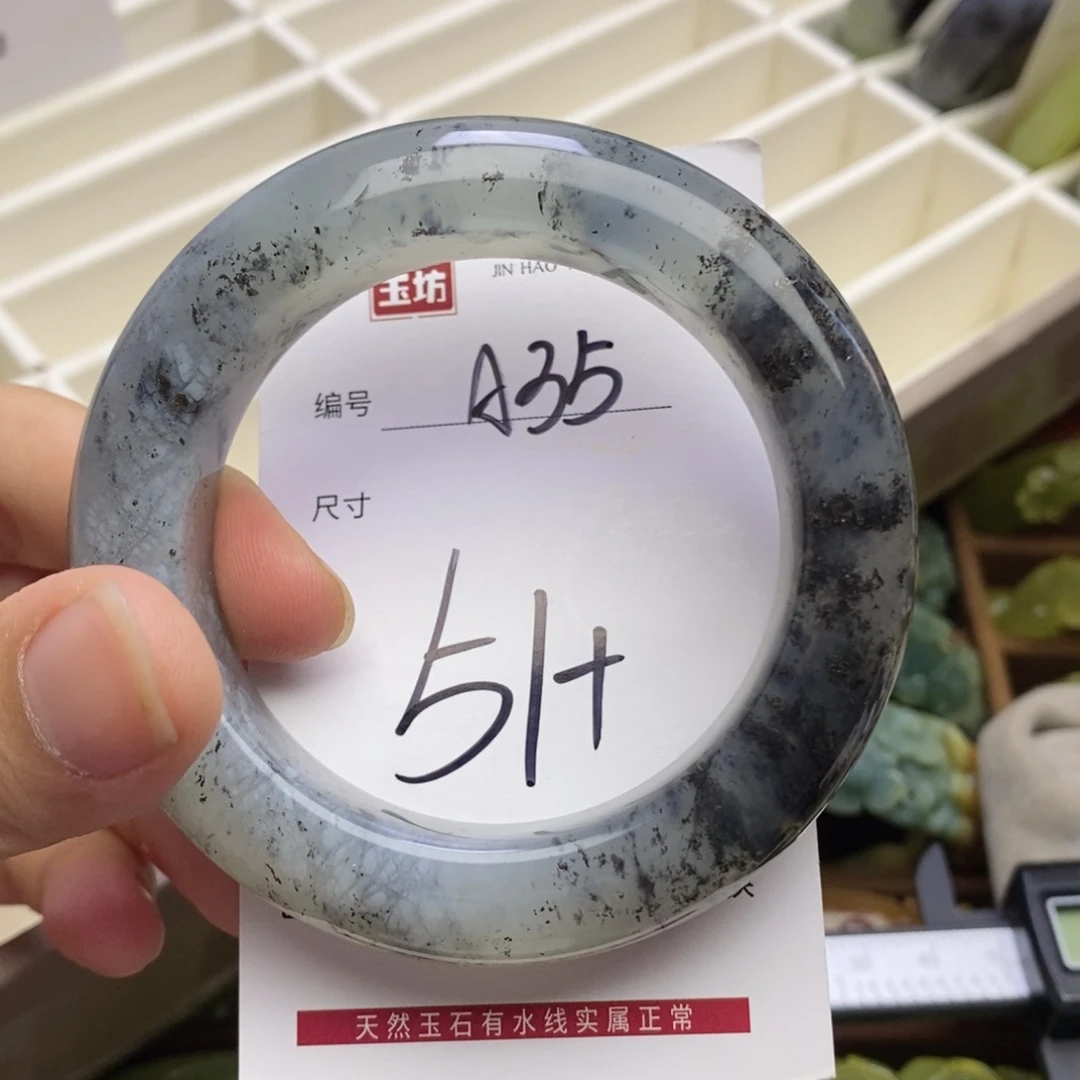 玉坊
JIN HAO
编号 A35
尺寸
51+
天然玉石有水线实属正常